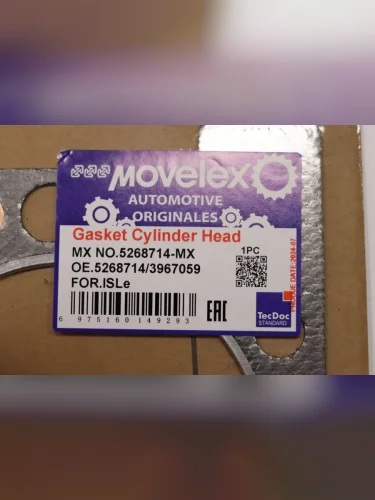 Movelex
AUTOMOTIVE
ORIGINALES
Gasket Cylinder Head
MX NO.5268714-MX
1PC
OE.5268714/3967059
FOR.ISLe
EAC
TecDoc
STANDARD
6 975160 149293